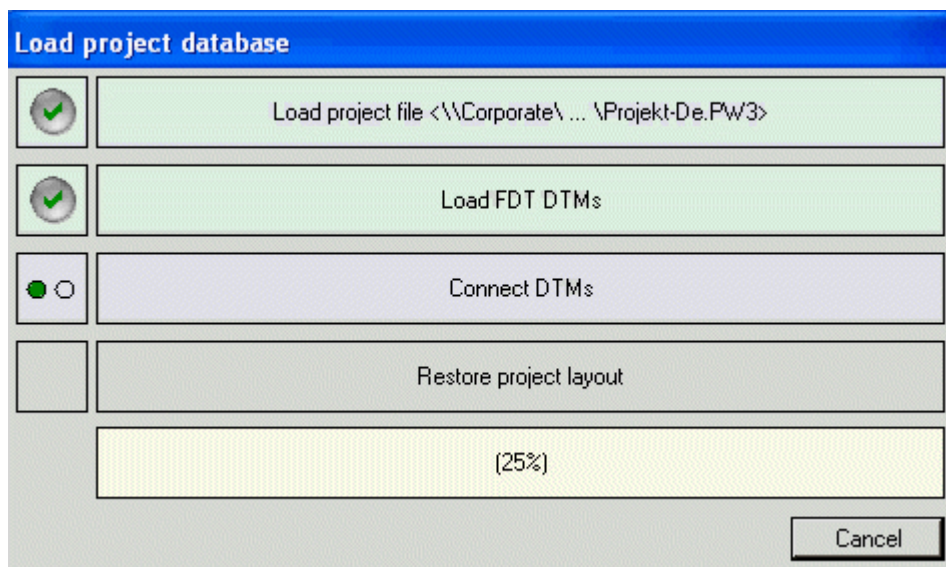 Load project database
Load project file <\\Corporate\ ... \Projekt-De.PW3>
Load FDT DTMs
Connect DTMs
Restore project layout
(25%)
Cancel